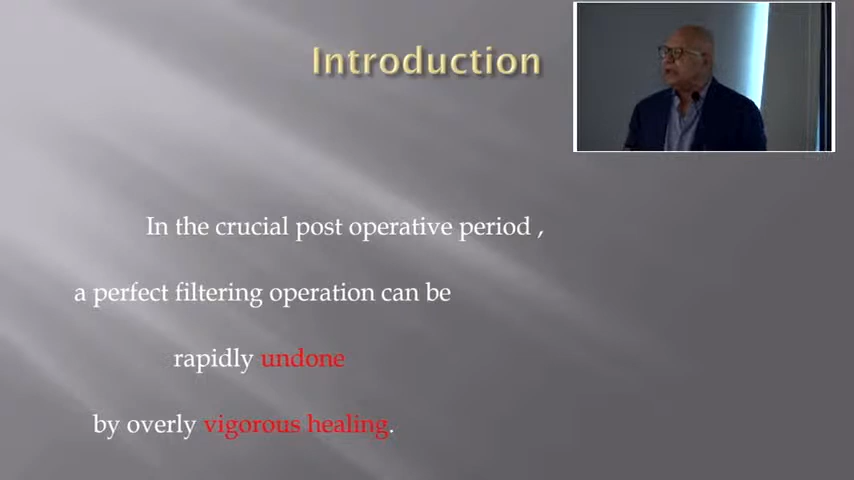 Introduction
In the crucial post operative period ,
a perfect filtering operation can be
rapidly undone
by overly vigorous healing.